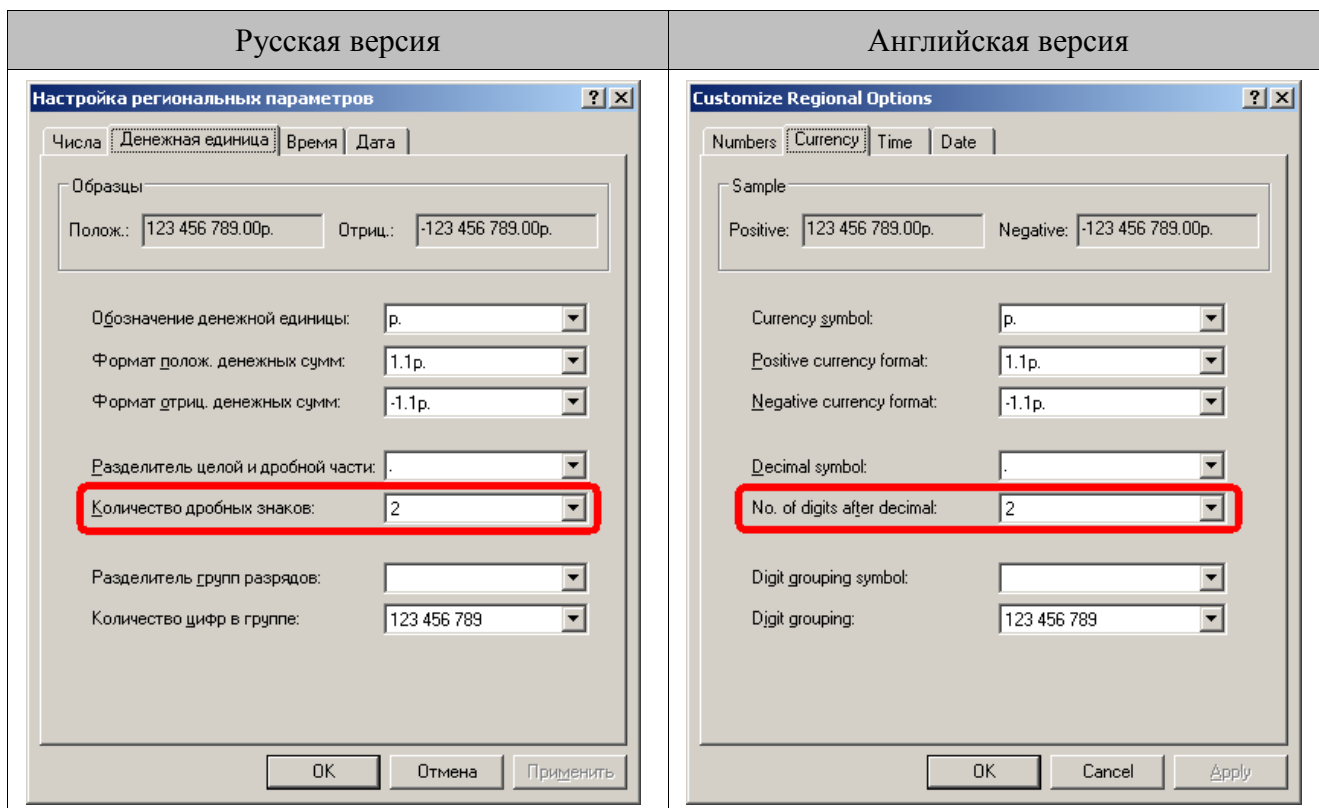 Русская версия
Английская версия
Настройка региональных параметров
Числа Денежная единица Время Дата
Образцы
Полож.: 123 456 789.00р. Отриц.: -123 456 789.00р.
Обозначение денежной единицы: р.
Формат полож. денежных сумм: 1.1р.
Формат отриц. денежных сумм: -1.1р.
Разделитель целой и дробной части: .
Количество дробных знаков: 2
Разделитель групп разрядов:
Количество цифр в группе: 123 456 789
OK Отмена Применить
Customize Regional Options
Numbers Currency Time Date
Sample
Positive: 123 456 789.00р. Negative: -123 456 789.00р.
Currency symbol: р.
Positive currency format: 1.1р.
Negative currency format: -1.1р.
Decimal symbol: .
No. of digits after decimal: 2
Digit grouping symbol:
Digit grouping: 123 456 789
OK Cancel Apply